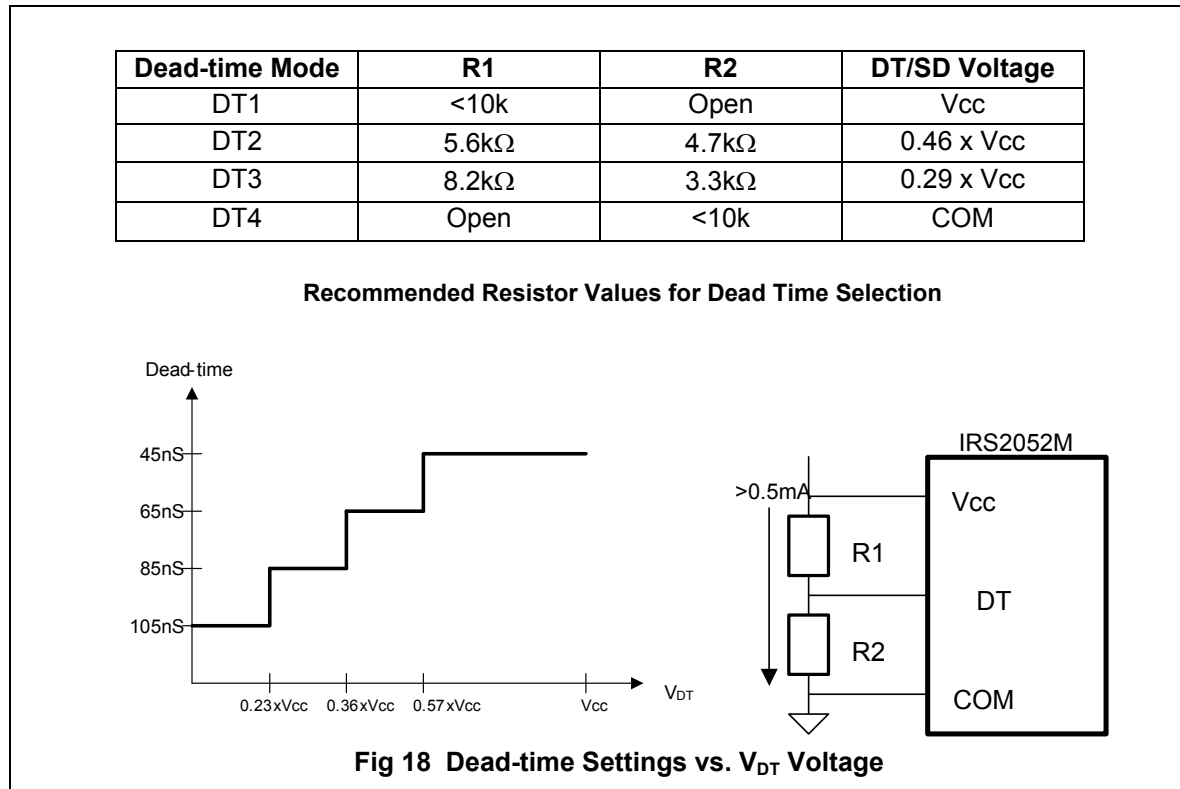 Dead-time Mode R1 R2 DT/SD Voltage
DT1 <10k Open Vcc
DT2 5.6kΩ 4.7kΩ 0.46 x Vcc
DT3 8.2kΩ 3.3kΩ 0.29 x Vcc
DT4 Open <10k COM
Recommended Resistor Values for Dead Time Selection
Dead-time
45nS
65nS
85nS
105nS
0.23xVcc 0.36xVcc 0.57xVcc Vcc
VDT
IRS2052M
>0.5mA
Vcc
R1
DT
R2
COM
Fig 18 Dead-time Settings vs. VDT Voltage